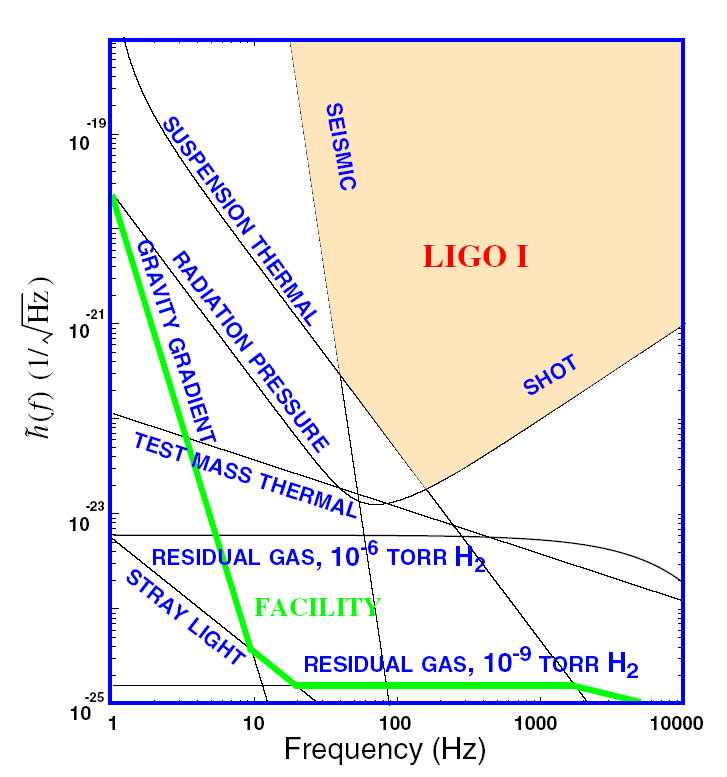 10⁻¹⁹
10⁻²¹
10⁻²³
10⁻²⁵
h̃(f) (1/√Hz)
SUSPENSION THERMAL
SEISMIC
LIGO I
GRAVITY GRADIENT
RADIATION PRESSURE
SHOT
TEST MASS THERMAL
RESIDUAL GAS, 10⁻⁶ TORR H₂
STRAY LIGHT
FACILITY
RESIDUAL GAS, 10⁻⁹ TORR H₂
1 10 100 1000 10000
Frequency (Hz)